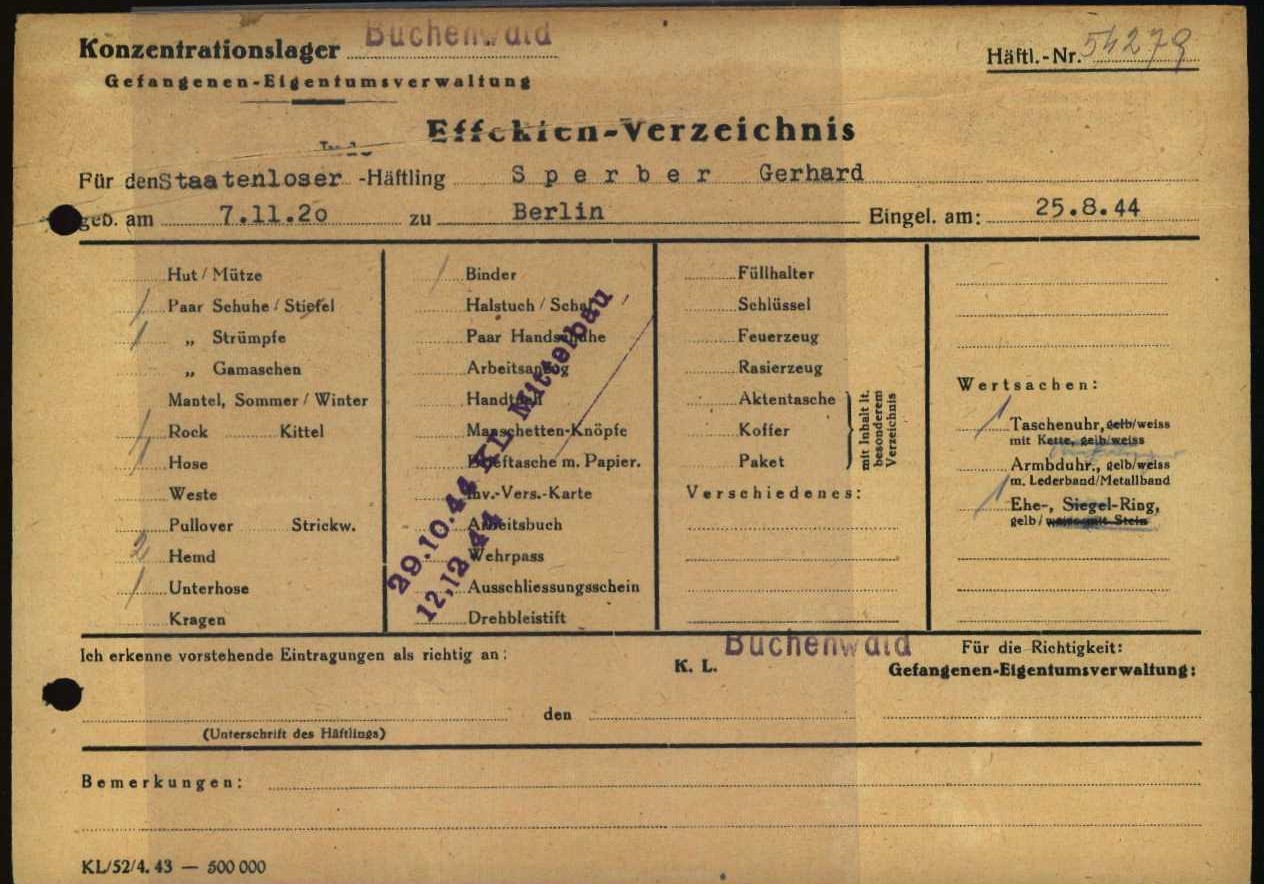 Konzentrationslager Buchenwald
Häftl.-Nr. 54279
Gefangenen-Eigentumsverwaltung
Effekten-Verzeichnis
Jude
Für den Staatenloser -Häftling Sperber Gerhard
geb. am 7.11.20 zu Berlin Eingel. am: 25.8.44
Hut / Mütze
1 Paar Schuhe / Stiefel
1 „ Strümpfe
„ Gamaschen
Mantel, Sommer / Winter
1 Rock Kittel
1 Hose
Weste
Pullover Strickw.
2 Hemd
1 Unterhose
Kragen
1 Binder
Halstuch / Schal
Paar Handschuhe
Arbeitsanzug
Handtuch
Manschetten-Knöpfe
Brieftasche m. Papier.
Inv.-Vers.-Karte
Arbeitsbuch
Wehrpass
Ausschliessungsschein
Drehbleistift
29.10.44 KL Mittelbau
12.12.44
Füllhalter
Schlüssel
Feuerzeug
Rasierzeug
Aktentasche
Koffer
Paket
mit Inhalt lt.
besonderem
Verzeichnis
Verschiedenes:
Wertsachen:
1 Taschenuhr, gelb/weiss
mit Kette, gelb/weiss
Armbduhr., gelb/weiss
m. Lederband/Metallband
1 Ehe-, Siegel-Ring,
gelb / weiss mit Stein
Ich erkenne vorstehende Eintragungen als richtig an:
K. L. Buchenwald
Für die Richtigkeit:
Gefangenen-Eigentumsverwaltung:
den
(Unterschrift des Häftlings)
Bemerkungen:
KL/52/4. 43 — 500 000